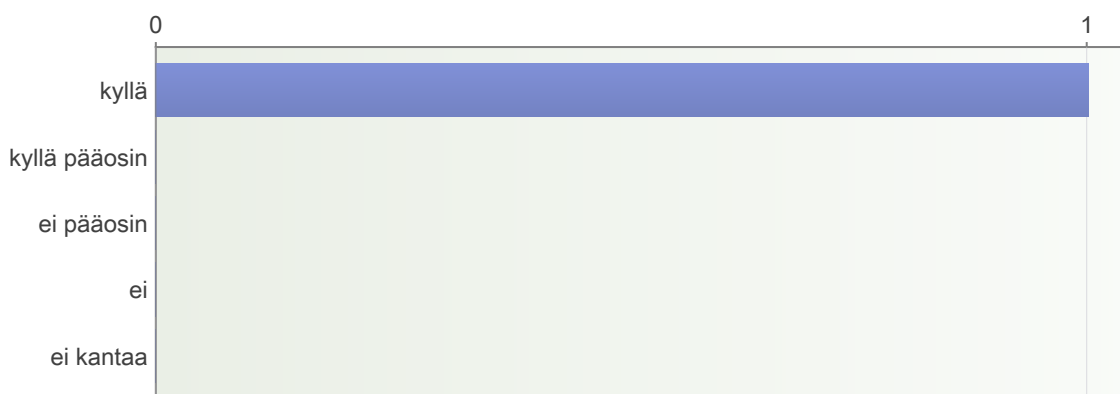 0 1
kyllä
kyllä pääosin
ei pääosin
ei
ei kantaa